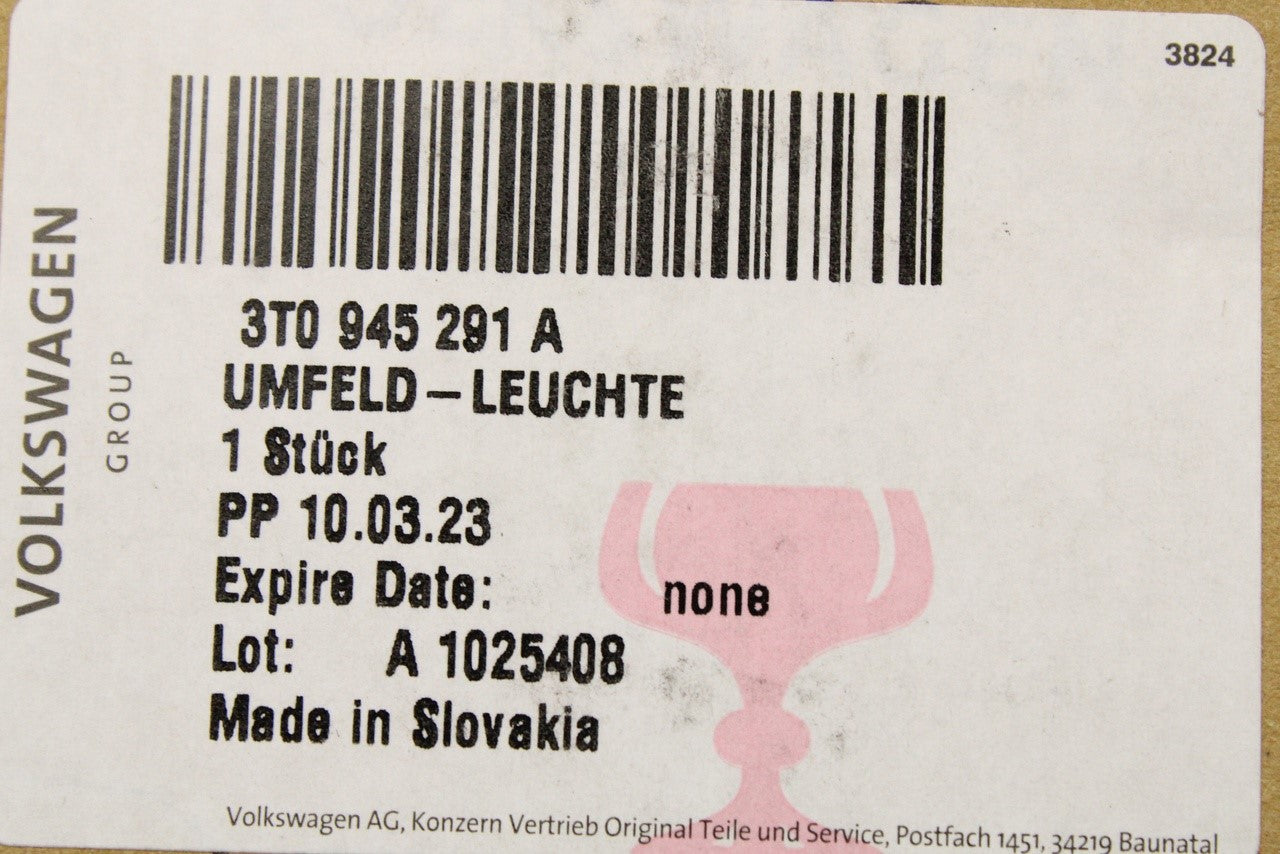 3824
VOLKSWAGEN
GROUP
3T0 945 291 A
UMFELD-LEUCHTE
1 Stück
PP 10.03.23
Expire Date: none
Lot: A 1025408
Made in Slovakia
Volkswagen AG, Konzern Vertrieb Original Teile und Service, Postfach 1451, 34219 Baunatal